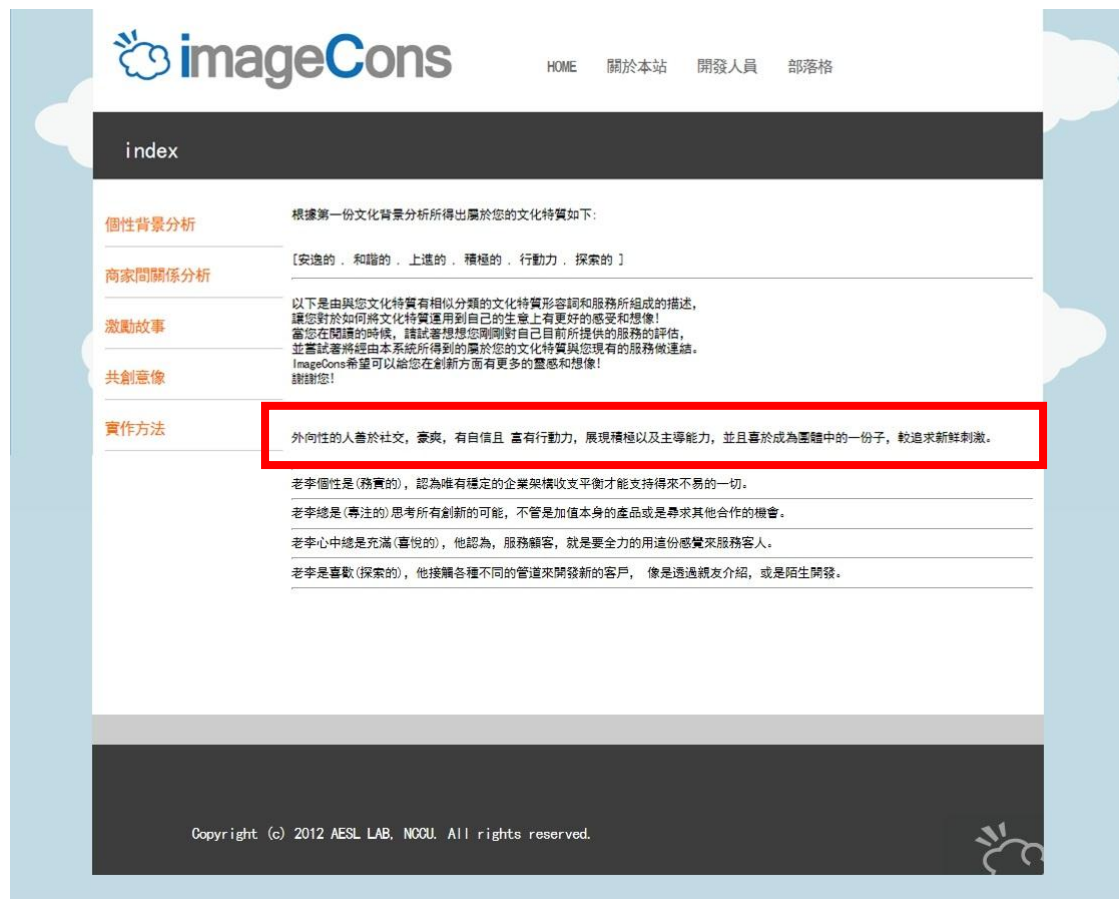 imageCons
HOME 關於本站 開發人員 部落格
index
個性背景分析
商家間關係分析
激勵故事
共創意像
實作方法
根據第一份文化背景分析所得出屬於您的文化特質如下:
[安逸的 . 和諧的 . 上進的 . 積極的 . 行動力 . 探索的 ]
以下是由與您文化特質有相似分類的文化特質形容詞和服務所組成的描述,
讓您對於如何將文化特質運用到自己的生意上有更好的感受和想像!
當您在閱讀的時候, 請試著想想您剛剛對自己目前所提供的服務的評估,
並嘗試著將經由本系統所得到的屬於您的文化特質與您現有的服務做連結。
ImageCons希望可以給您在創新方面有更多的靈感和想像!
謝謝您!
外向性的人善於社交, 豪爽, 有自信且 富有行動力, 展現積極以及主導能力, 並且喜於成為團體中的一份子, 較追求新鮮刺激。
老李個性是(務實的), 認為唯有穩定的企業架構收支平衡才能支持得來不易的一切。
老李總是(專注的)思考所有創新的可能, 不管是加值本身的產品或是尋求其他合作的機會。
老李心中總是充滿(喜悅的), 他認為, 服務顧客, 就是要全力的用這份感覺來服務客人。
老李是喜歡(探索的), 他接觸各種不同的管道來開發新的客戶, 像是透過親友介紹, 或是陌生開發。
Copyright (c) 2012 AESL LAB, NCCU. All rights reserved.